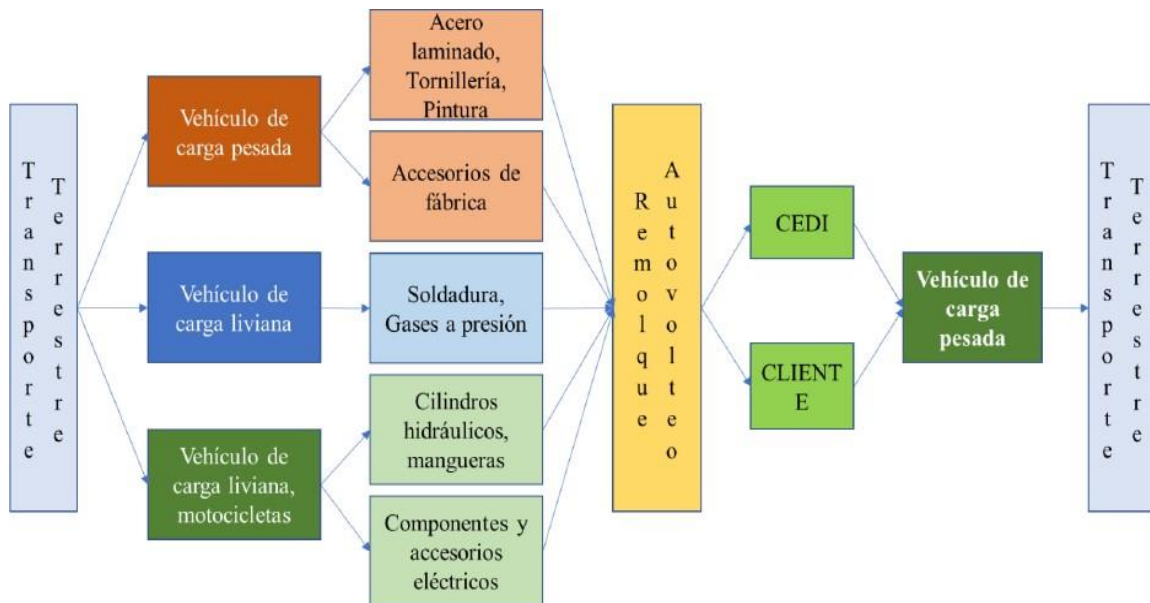 Transporte
Terrestre
Vehículo de
carga pesada
Vehículo de
carga liviana
Vehículo de
carga liviana,
motocicletas
Acero
laminado,
Tornillería,
Pintura
Accesorios de
fábrica
Soldadura,
Gases a presión
Cilindros
hidráulicos,
mangueras
Componentes y
accesorios
eléctricos
Remolque
Autovolteo
CEDI
CLIENT
E
Vehículo de
carga
pesada
Transporte
Terrestre